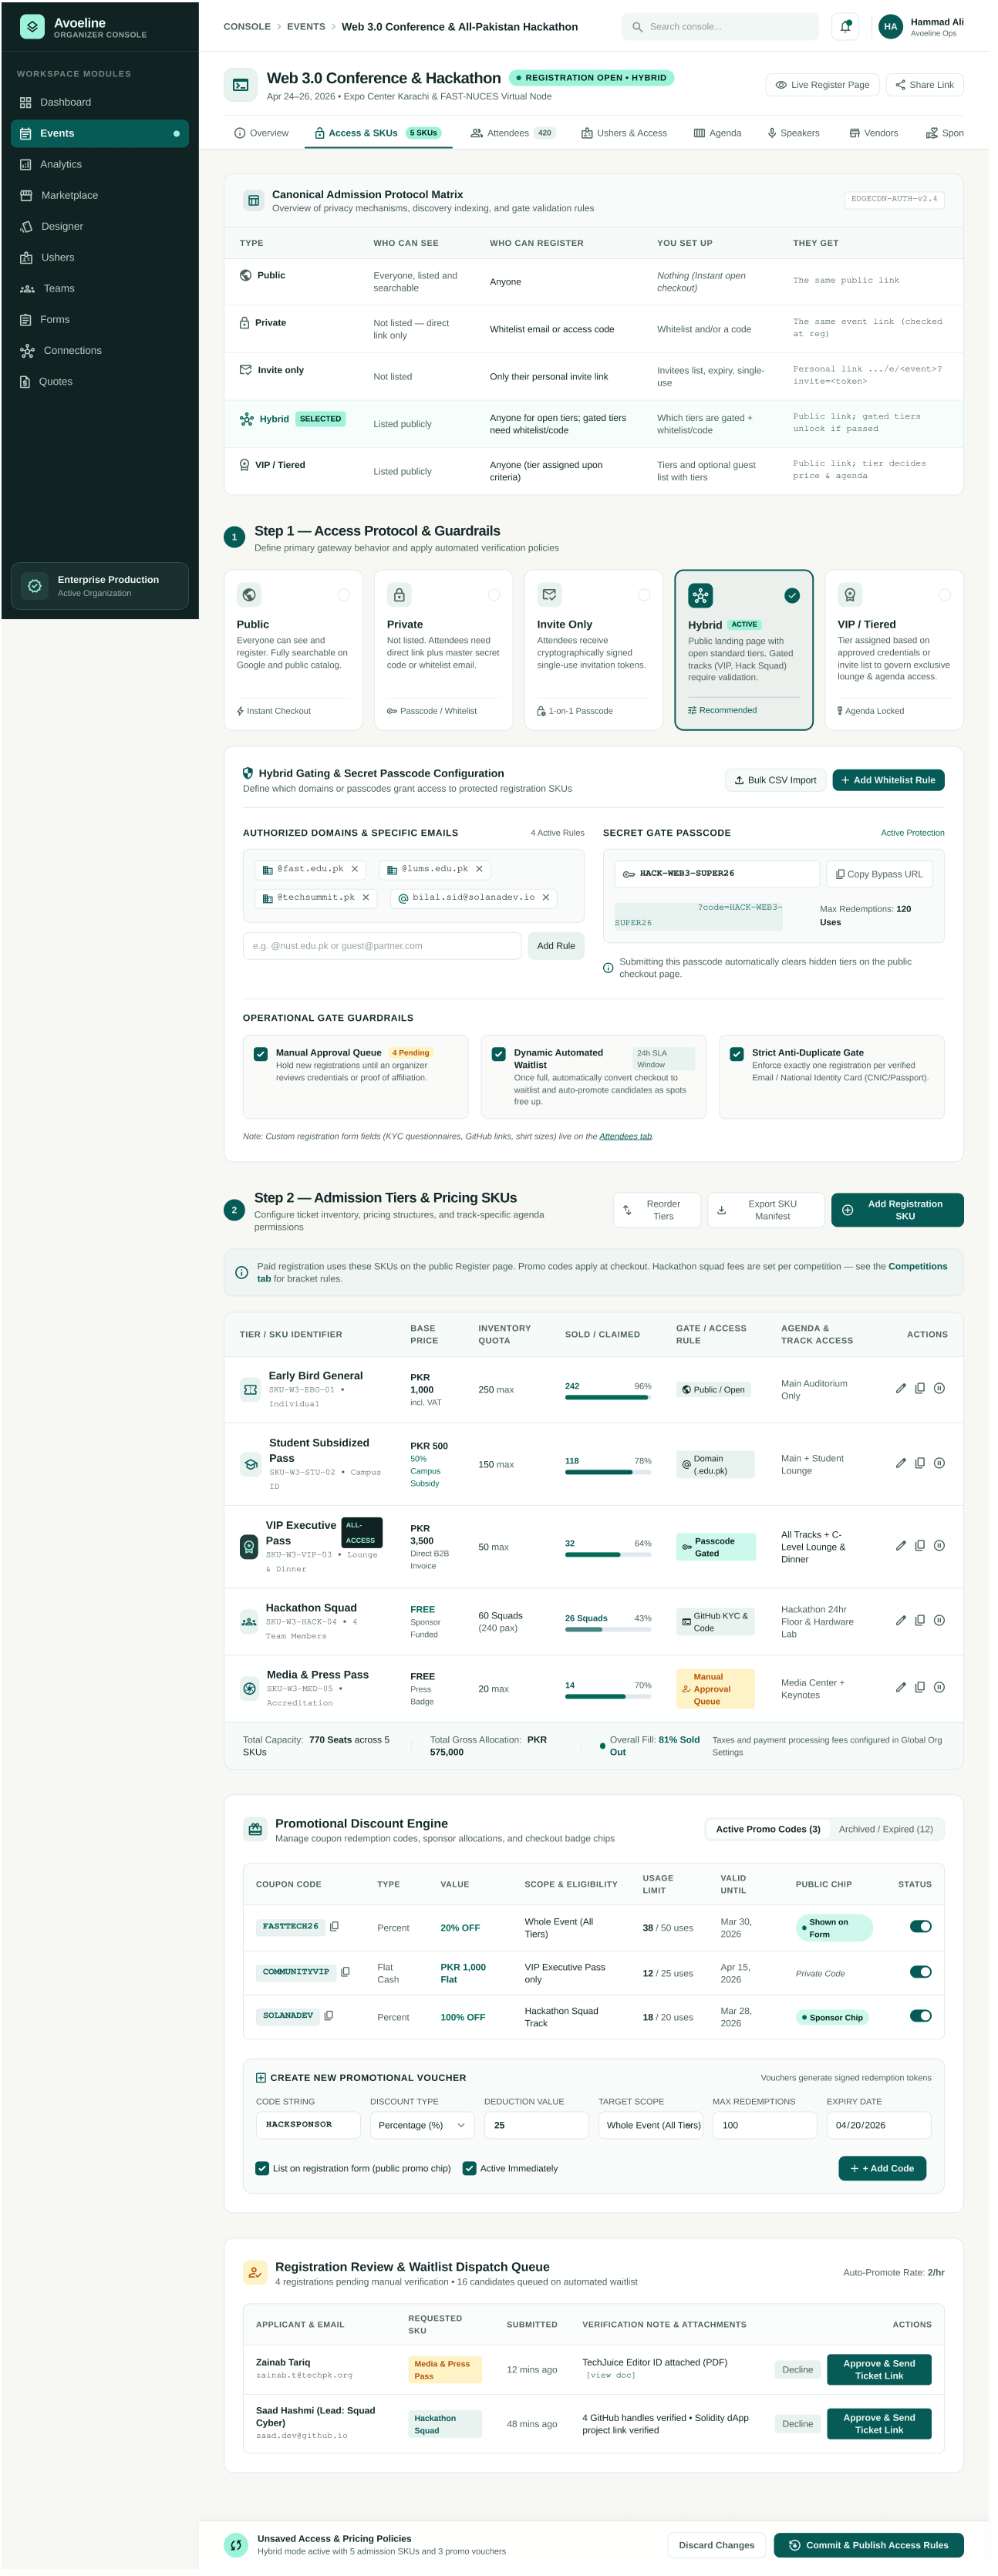 Avoeline
ORGANIZER CONSOLE
WORKSPACE MODULES
Dashboard
Events
Analytics
Marketplace
Designer
Ushers
Teams
Forms
Connections
Quotes
Enterprise Production
Active Organization
CONSOLE > EVENTS > Web 3.0 Conference & All-Pakistan Hackathon
Search console...
HA
Hammad Ali
Avoeline Ops
Web 3.0 Conference & Hackathon
REGISTRATION OPEN • HYBRID
Apr 24–26, 2026 • Expo Center Karachi & FAST-NUCES Virtual Node
Live Register Page
Share Link
Overview
Access & SKUs 5 SKUs
Attendees 420
Ushers & Access
Agenda
Speakers
Vendors
Spon
Canonical Admission Protocol Matrix
Overview of privacy mechanisms, discovery indexing, and gate validation rules
EDGECDN-AUTH-v2.4
TYPE WHO CAN SEE WHO CAN REGISTER YOU SET UP THEY GET
Public
Everyone, listed and
searchable
Anyone
Nothing (Instant open
checkout)
The same public link
Private
Not listed — direct
link only
Whitelist email or access code
Whitelist and/or a code
The same event link (checked
at reg)
Invite only
Not listed
Only their personal invite link
Invitees list, expiry, single-
use
Personal link .../e/<event>?
invite=<token>
Hybrid SELECTED
Listed publicly
Anyone for open tiers; gated tiers
need whitelist/code
Which tiers are gated +
whitelist/code
Public link; gated tiers
unlock if passed
VIP / Tiered
Listed publicly
Anyone (tier assigned upon
criteria)
Tiers and optional guest
list with tiers
Public link; tier decides
price & agenda
1
Step 1 — Access Protocol & Guardrails
Define primary gateway behavior and apply automated verification policies
Public
Everyone can see and
register. Fully searchable on
Google and public catalog.
Instant Checkout
Private
Not listed. Attendees need
direct link plus master secret
code or whitelist email.
Passcode / Whitelist
Invite Only
Attendees receive
cryptographically signed
single-use invitation tokens.
1-on-1 Passcode
Hybrid ACTIVE
Public landing page with
open standard tiers. Gated
tracks (VIP, Hack Squad)
require validation.
Recommended
VIP / Tiered
Tier assigned based on
approved credentials or
invite list to govern exclusive
lounge & agenda access.
Agenda Locked
Hybrid Gating & Secret Passcode Configuration
Define which domains or passcodes grant access to protected registration SKUs
Bulk CSV Import
+ Add Whitelist Rule
AUTHORIZED DOMAINS & SPECIFIC EMAILS
4 Active Rules
@fast.edu.pk ×
@lums.edu.pk ×
@techsummit.pk ×
bilal.sid@solanadev.io ×
e.g. @nust.edu.pk or guest@partner.com
Add Rule
SECRET GATE PASSCODE
Active Protection
HACK-WEB3-SUPER26
Copy Bypass URL
?code=HACK-WEB3-
SUPER26
Max Redemptions: 120
Uses
Submitting this passcode automatically clears hidden tiers on the public
checkout page.
OPERATIONAL GATE GUARDRAILS
Manual Approval Queue 4 Pending
Hold new registrations until an organizer
reviews credentials or proof of affiliation.
Dynamic Automated
Waitlist
24h SLA
Window
Once full, automatically convert checkout to
waitlist and auto-promote candidates as spots
free up.
Strict Anti-Duplicate Gate
Enforce exactly one registration per verified
Email / National Identity Card (CNIC/Passport).
Note: Custom registration form fields (KYC questionnaires, GitHub links, shirt sizes) live on the Attendees tab.
2
Step 2 — Admission Tiers & Pricing SKUs
Configure ticket inventory, pricing structures, and track-specific agenda
permissions
Reorder
Tiers
Export SKU
Manifest
Add Registration
SKU
Paid registration uses these SKUs on the public Register page. Promo codes apply at checkout. Hackathon squad fees are set per competition — see the Competitions
tab for bracket rules.
TIER / SKU IDENTIFIER
BASE
PRICE
INVENTORY
QUOTA
SOLD / CLAIMED
GATE / ACCESS
RULE
AGENDA &
TRACK ACCESS
ACTIONS
Early Bird General
SKU-W3-EBG-01 •
Individual
PKR
1,000
incl. VAT
250 max
242 96%
Public / Open
Main Auditorium
Only
Student Subsidized
Pass
SKU-W3-STU-02 • Campus
ID
PKR 500
50%
Campus
Subsidy
150 max
118 78%
Domain
(.edu.pk)
Main + Student
Lounge
VIP Executive
Pass
ALL-
ACCESS
SKU-W3-VIP-03 • Lounge
& Dinner
PKR
3,500
Direct B2B
Invoice
50 max
32 64%
Passcode
Gated
All Tracks + C-
Level Lounge &
Dinner
Hackathon Squad
SKU-W3-HACK-04 • 4
Team Members
FREE
Sponsor
Funded
60 Squads
(240 pax)
26 Squads 43%
GitHub KYC &
Code
Hackathon 24hr
Floor & Hardware
Lab
Media & Press Pass
SKU-W3-MED-05 •
Accreditation
FREE
Press
Badge
20 max
14 70%
Manual
Approval
Queue
Media Center +
Keynotes
Total Capacity: 770 Seats across 5
SKUs
Total Gross Allocation: PKR
575,000
Overall Fill: 81% Sold
Out
Taxes and payment processing fees configured in Global Org
Settings
Promotional Discount Engine
Manage coupon redemption codes, sponsor allocations, and checkout badge chips
Active Promo Codes (3)
Archived / Expired (12)
COUPON CODE
TYPE
VALUE
SCOPE & ELIGIBILITY
USAGE
LIMIT
VALID
UNTIL
PUBLIC CHIP
STATUS
FASTTECH26
Percent
20% OFF
Whole Event (All
Tiers)
38 / 50 uses
Mar 30,
2026
Shown on
Form
COMMUNITYVIP
Flat
Cash
PKR 1,000
Flat
VIP Executive Pass
only
12 / 25 uses
Apr 15,
2026
Private Code
SOLANADEV
Percent
100% OFF
Hackathon Squad
Track
18 / 20 uses
Mar 28,
2026
Sponsor Chip
CREATE NEW PROMOTIONAL VOUCHER
Vouchers generate signed redemption tokens
CODE STRING
DISCOUNT TYPE
DEDUCTION VALUE
TARGET SCOPE
MAX REDEMPTIONS
EXPIRY DATE
HACKSPONSOR
Percentage (%)
25
Whole Event (All Tiers)
100
04/20/2026
List on registration form (public promo chip)
Active Immediately
+ + Add Code
Registration Review & Waitlist Dispatch Queue
4 registrations pending manual verification • 16 candidates queued on automated waitlist
Auto-Promote Rate: 2/hr
APPLICANT & EMAIL
REQUESTED
SKU
SUBMITTED
VERIFICATION NOTE & ATTACHMENTS
ACTIONS
Zainab Tariq
zainab.t@techpk.org
Media & Press
Pass
12 mins ago
TechJuice Editor ID attached (PDF)
[view doc]
Decline
Approve & Send
Ticket Link
Saad Hashmi (Lead: Squad
Cyber)
saad.dev@github.io
Hackathon
Squad
48 mins ago
4 GitHub handles verified • Solidity dApp
project link verified
Decline
Approve & Send
Ticket Link
Unsaved Access & Pricing Policies
Hybrid mode active with 5 admission SKUs and 3 promo vouchers
Discard Changes
Commit & Publish Access Rules